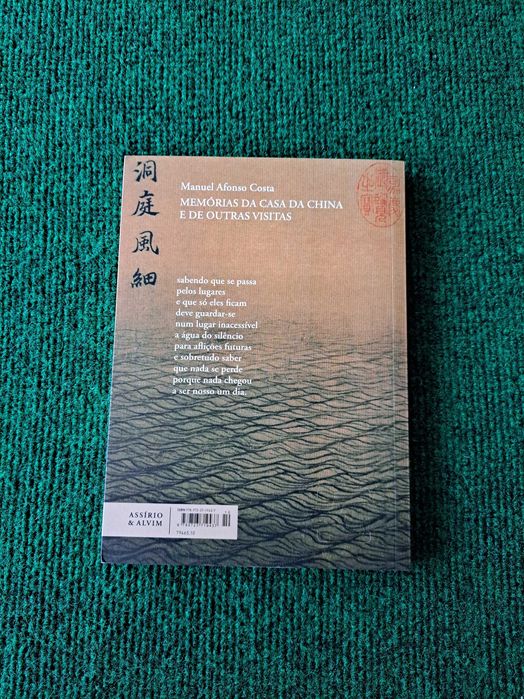 洞庭風細
Manuel Afonso Costa
MEMÓRIAS DA CASA DA CHINA
E DE OUTRAS VISITAS
sabendo que se passa
pelos lugares
e que só eles ficam
deve guardar-se
num lugar inacessível
a água do silêncio
para aflições futuras
e sobretudo saber
que nada se perde
porque nada chegou
a ser nosso um dia.
ASSÍRIO
& ALVIM
79465.10